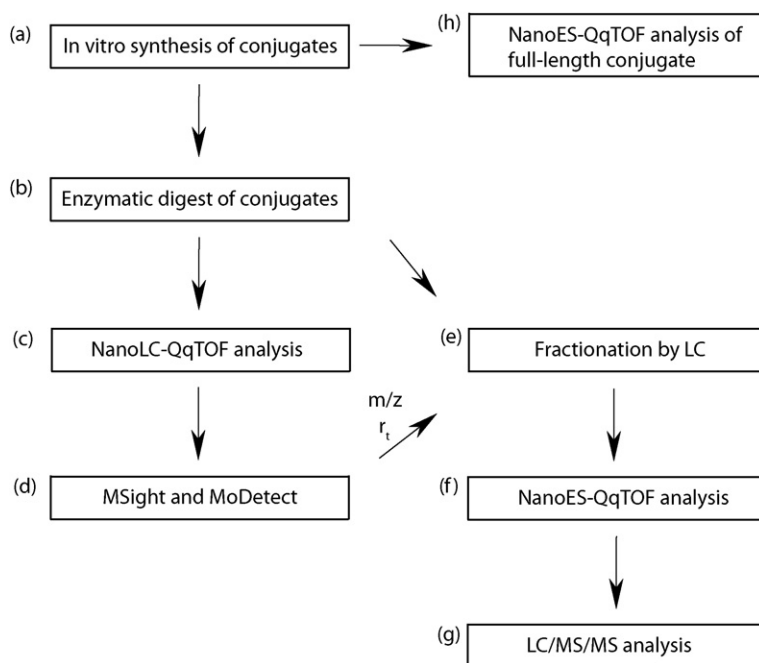 (a)
In vitro synthesis of conjugates
(h)
NanoES-QqTOF analysis of
full-length conjugate
(b)
Enzymatic digest of conjugates
(c)
NanoLC-QqTOF analysis
(e)
Fractionation by LC
m/z
r_t
(d)
MSight and MoDetect
(f)
NanoES-QqTOF analysis
(g)
LC/MS/MS analysis